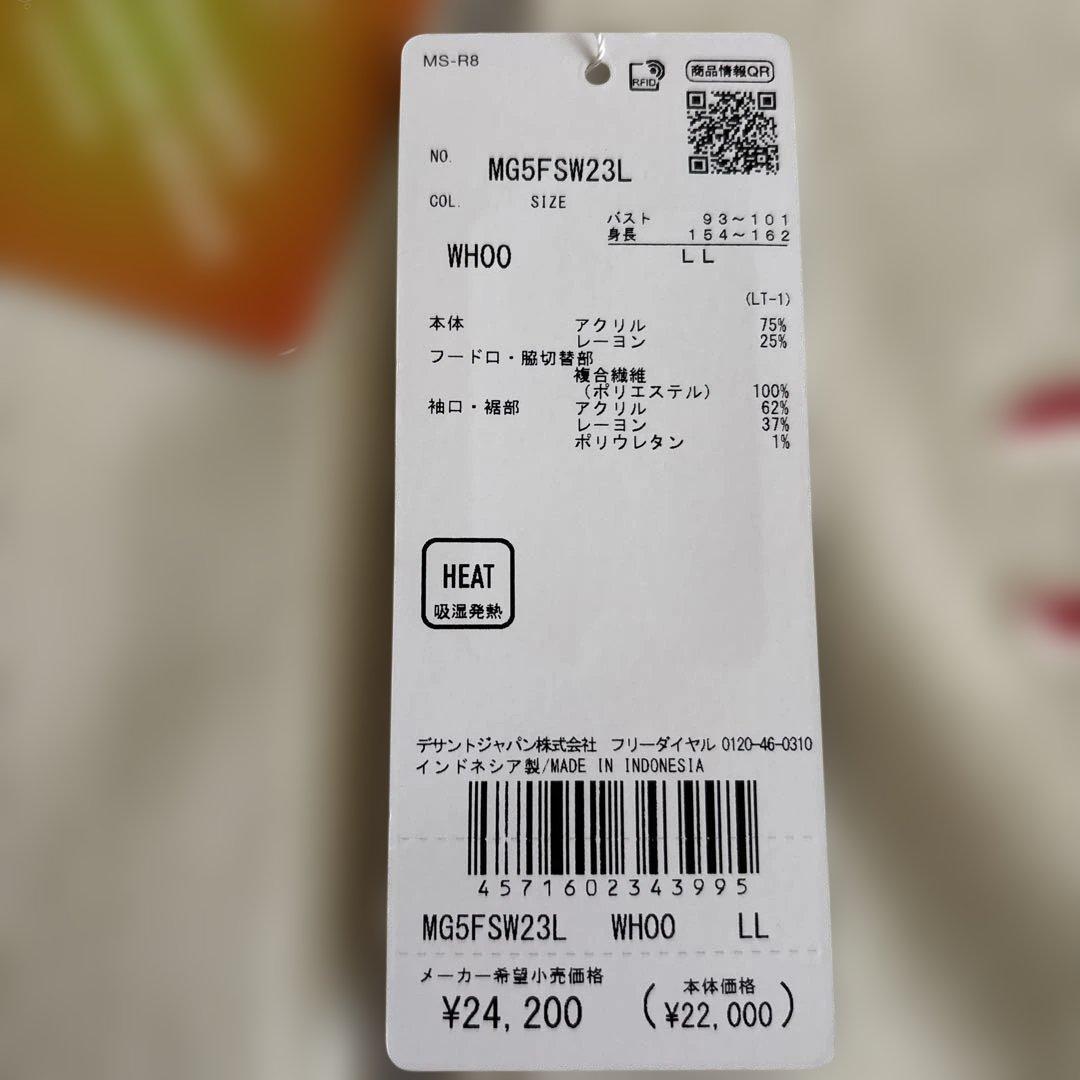 MS-R8
RFID
商品情報QR
NO. MG5FSW23L
COL. SIZE
バスト 93～101
身長 154～162
WH00 LL
(LT-1)
本体 アクリル 75%
レーヨン 25%
フード口・脇切替部
複合繊維
(ポリエステル) 100%
袖口・裾部 アクリル 62%
レーヨン 37%
ポリウレタン 1%
HEAT
吸湿発熱
デサントジャパン株式会社 フリーダイヤル 0120-46-0310
インドネシア製/MADE IN INDONESIA
4571602343995
MG5FSW23L WH00 LL
メーカー希望小売価格 本体価格
¥24,200 (¥22,000)